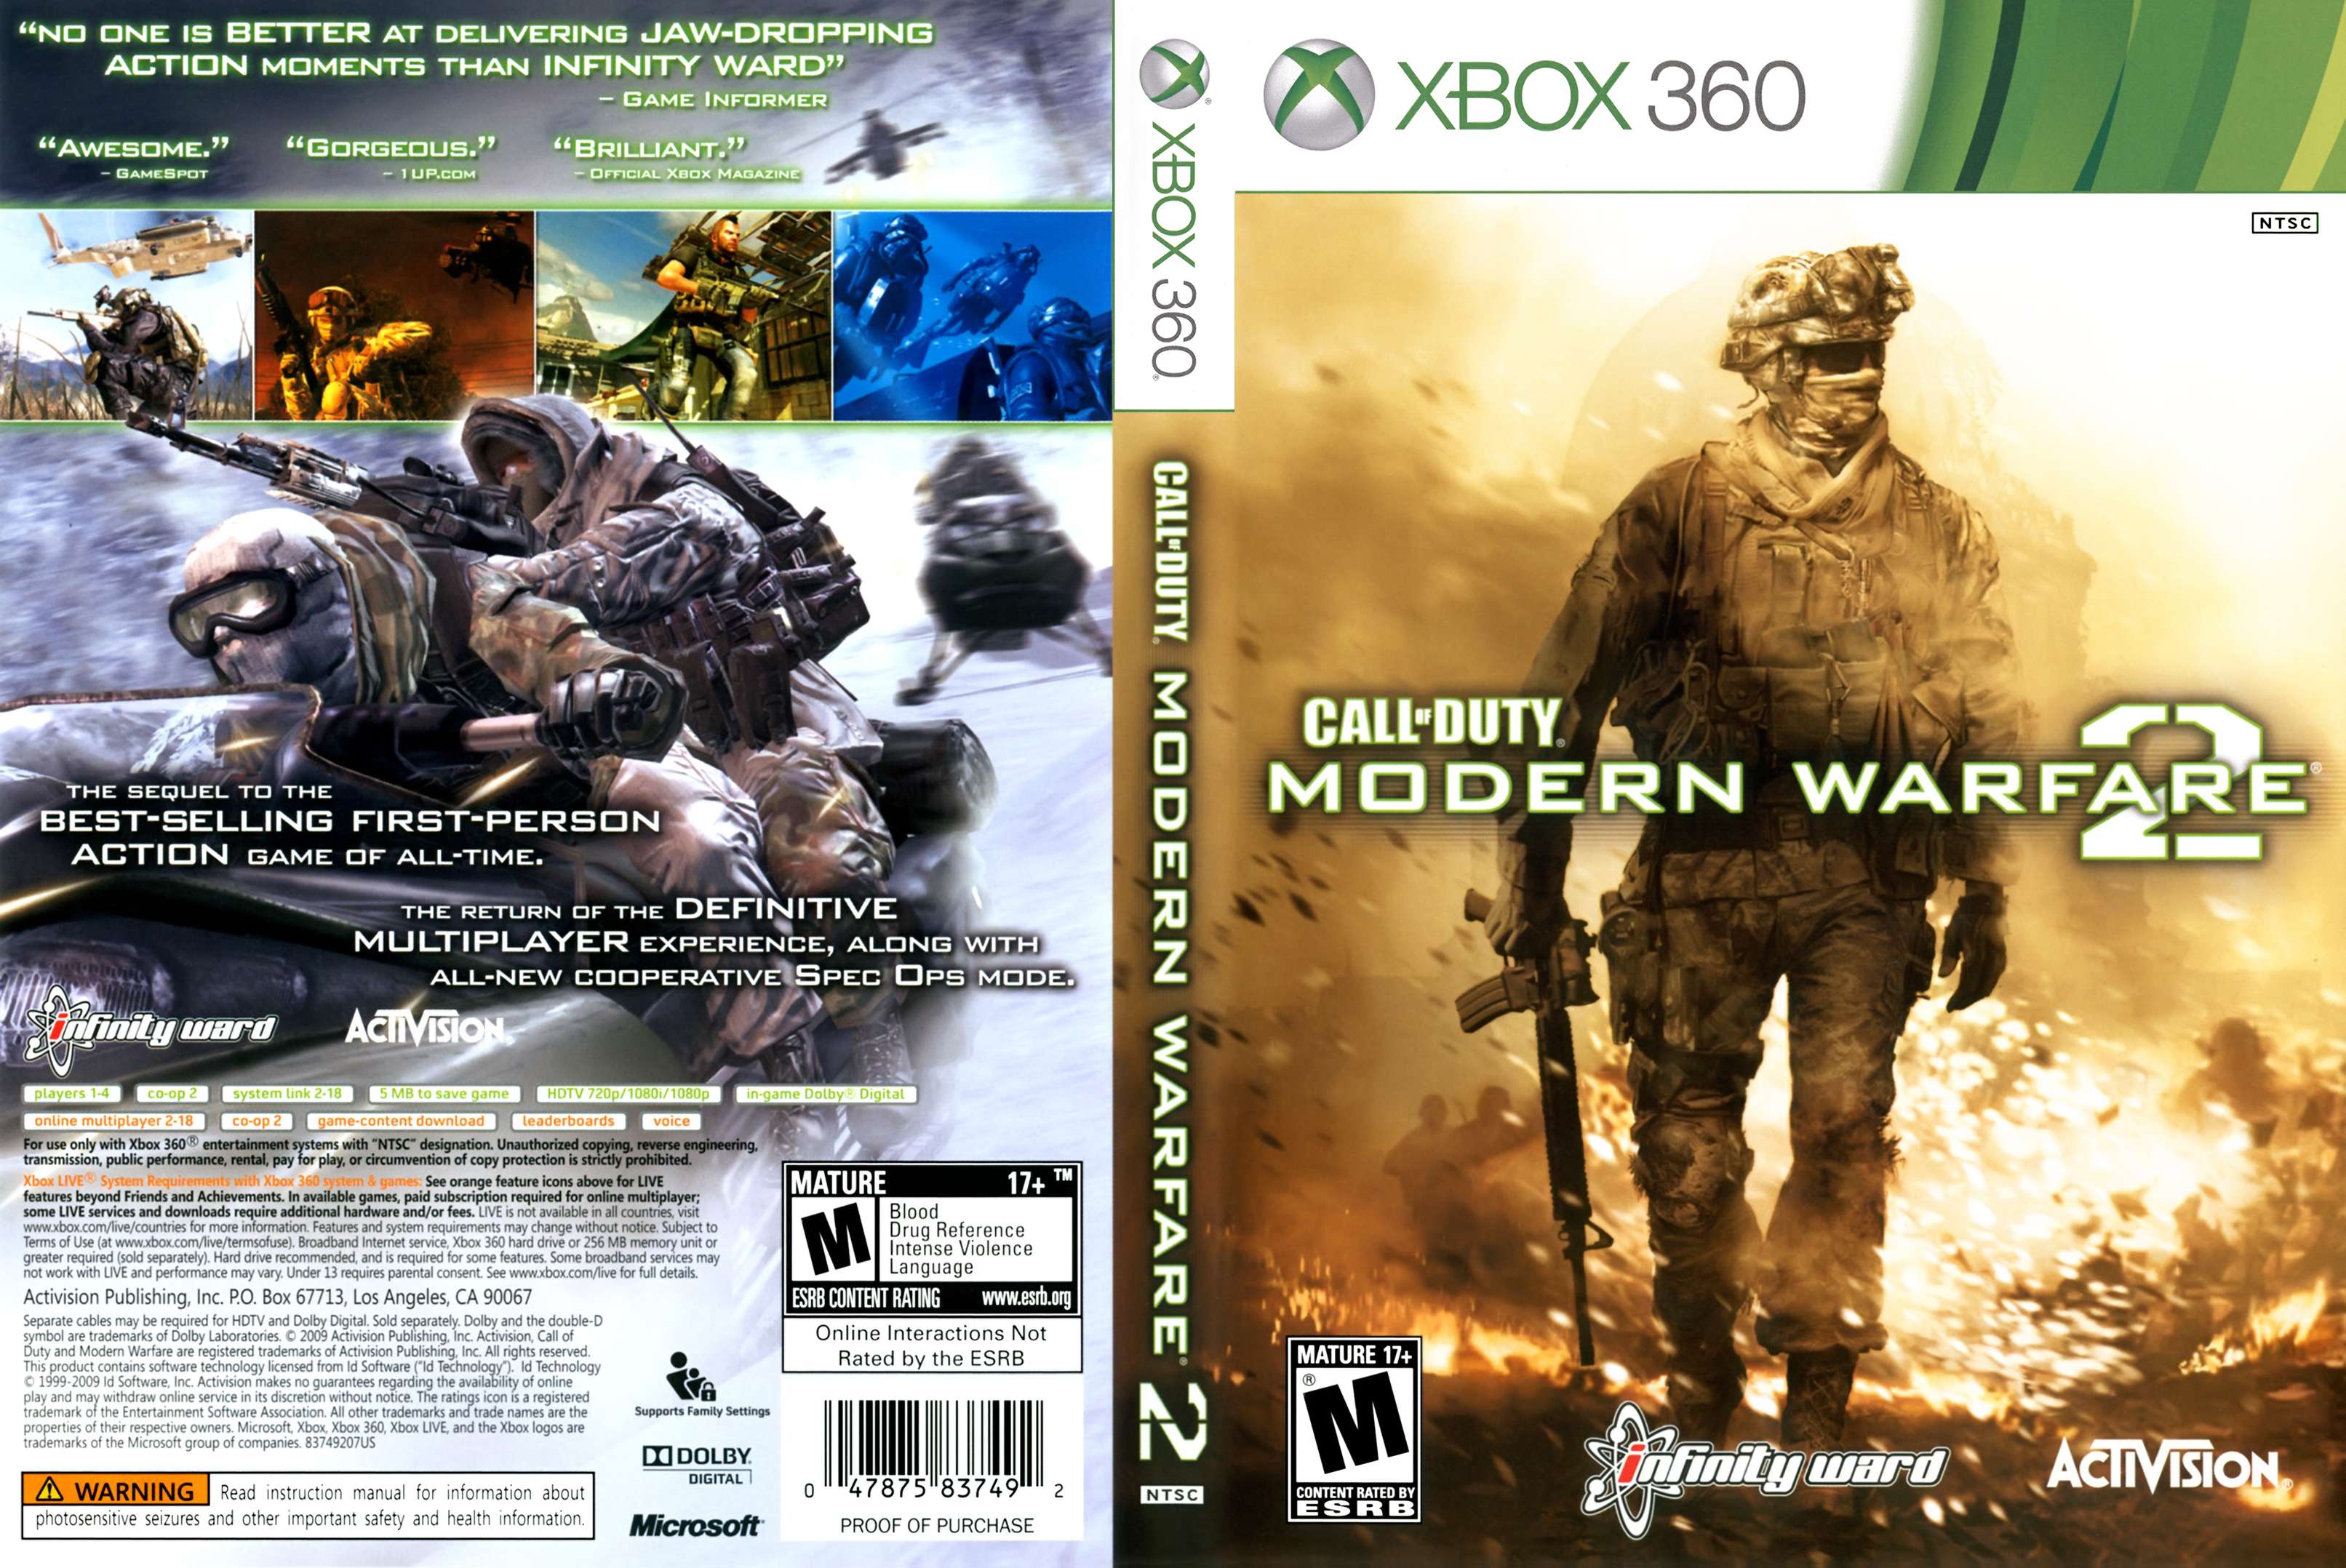 “NO ONE IS BETTER AT DELIVERING JAW-DROPPING
ACTION MOMENTS THAN INFINITY WARD”
– GAME INFORMER
“AWESOME.”
– GAMESPOT
“GORGEOUS.”
– 1UP.COM
“BRILLIANT.”
– OFFICIAL XBOX MAGAZINE
THE SEQUEL TO THE
BEST-SELLING FIRST-PERSON
ACTION GAME OF ALL-TIME.
THE RETURN OF THE DEFINITIVE
MULTIPLAYER EXPERIENCE, ALONG WITH
ALL-NEW COOPERATIVE SPEC OPS MODE.
infinity ward
ACTIVISION®
players 1-4 co-op 2 system link 2-18 5 MB to save game HDTV 720p/1080i/1080p in-game Dolby® Digital
online multiplayer 2-18 co-op 2 game-content download leaderboards voice
For use only with Xbox 360® entertainment systems with “NTSC” designation. Unauthorized copying, reverse engineering,
transmission, public performance, rental, pay for play, or circumvention of copy protection is strictly prohibited.
Xbox LIVE® System Requirements with Xbox 360 system & games: See orange feature icons above for LIVE
features beyond Friends and Achievements. In available games, paid subscription required for online multiplayer;
some LIVE services and downloads require additional hardware and/or fees. LIVE is not available in all countries, visit
www.xbox.com/live/countries for more information. Features and system requirements may change without notice. Subject to
Terms of Use (at www.xbox.com/live/termsofuse). Broadband Internet service, Xbox 360 hard drive or 256 MB memory unit or
greater required (sold separately). Hard drive recommended, and is required for some features. Some broadband services may
not work with LIVE and performance may vary. Under 13 requires parental consent. See www.xbox.com/live for full details.
Activision Publishing, Inc. P.O. Box 67713, Los Angeles, CA 90067
Separate cables may be required for HDTV and Dolby Digital. Sold separately. Dolby and the double-D
symbol are trademarks of Dolby Laboratories. © 2009 Activision Publishing, Inc. Activision, Call of
Duty and Modern Warfare are registered trademarks of Activision Publishing, Inc. All rights reserved.
This product contains software technology licensed from Id Software (“Id Technology”). Id Technology
© 1999-2009 Id Software, Inc. Activision makes no guarantees regarding the availability of online
play and may withdraw online service in its discretion without notice. The ratings icon is a registered
trademark of the Entertainment Software Association. All other trademarks and trade names are the
properties of their respective owners. Microsoft, Xbox, Xbox 360, Xbox LIVE, and the Xbox logos are
trademarks of the Microsoft group of companies. 83749207US
WARNING Read instruction manual for information about
photosensitive seizures and other important safety and health information.
Supports Family Settings
DOLBY®
DIGITAL
Microsoft®
MATURE 17+ ™
M
Blood
Drug Reference
Intense Violence
Language
ESRB CONTENT RATING www.esrb.org
Online Interactions Not
Rated by the ESRB
0 47875 83749 2
PROOF OF PURCHASE
XBOX 360®
CALL OF DUTY® MODERN WARFARE® 2
NTSC
XBOX 360
NTSC
CALL OF DUTY®
MODERN WARFARE® 2
MATURE 17+
® M
CONTENT RATED BY
ESRB
infinity ward
ACTIVISION®